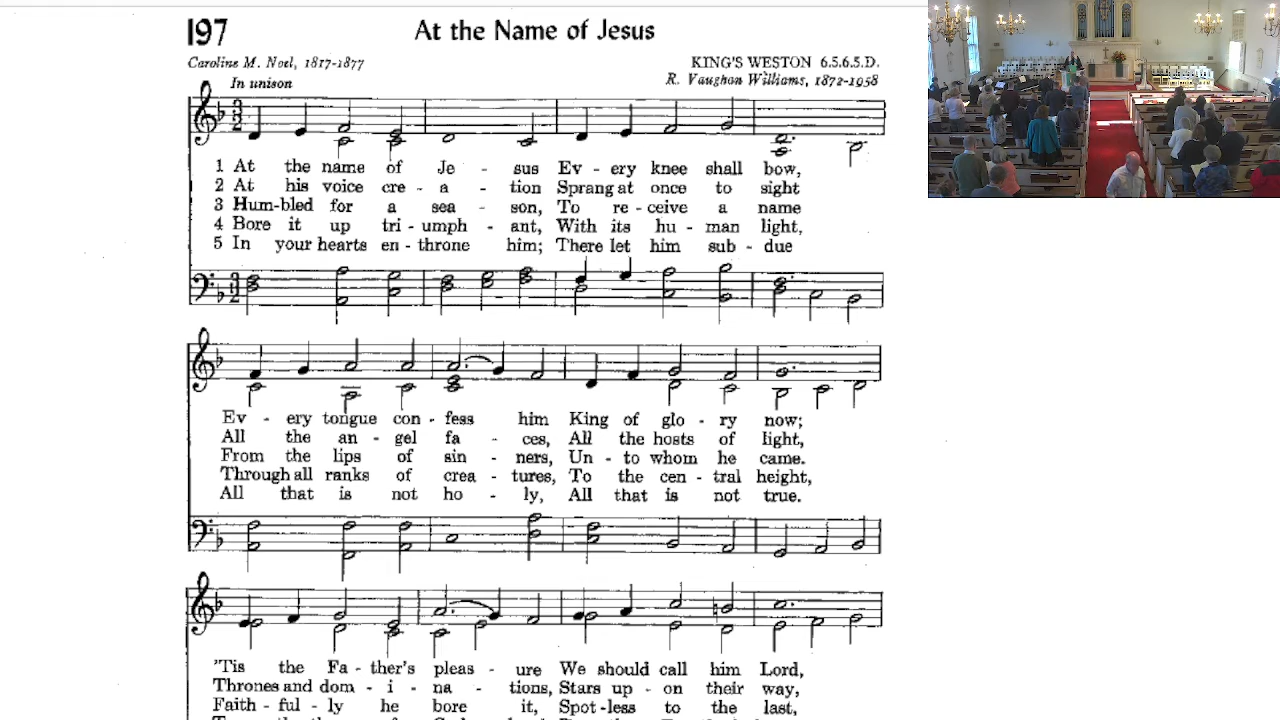 197 At the Name of Jesus
Caroline M. Noel, 1817-1877 KING'S WESTON 6.5.6.5.D.
In unison R. Vaughan Williams, 1872-1958
1 At the name of Je - sus Ev - ery knee shall bow,
2 At his voice cre - a - tion Sprang at once to sight
3 Hum-bled for a sea - son, To re - ceive a name
4 Bore it up tri - umph - ant, With its hu - man light,
5 In your hearts en - throne him; There let him sub - due
Ev - ery tongue con - fess him King of glo - ry now;
All the an - gel fa - ces, All the hosts of light,
From the lips of sin - ners, Un - to whom he came.
Through all ranks of crea - tures, To the cen - tral height,
All that is not ho - ly, All that is not true.
'Tis the Fa - ther's pleas - ure We should call him Lord,
Thrones and dom - i - na - tions, Stars up - on their way,
Faith - ful - ly he bore it, Spot - less to the last,